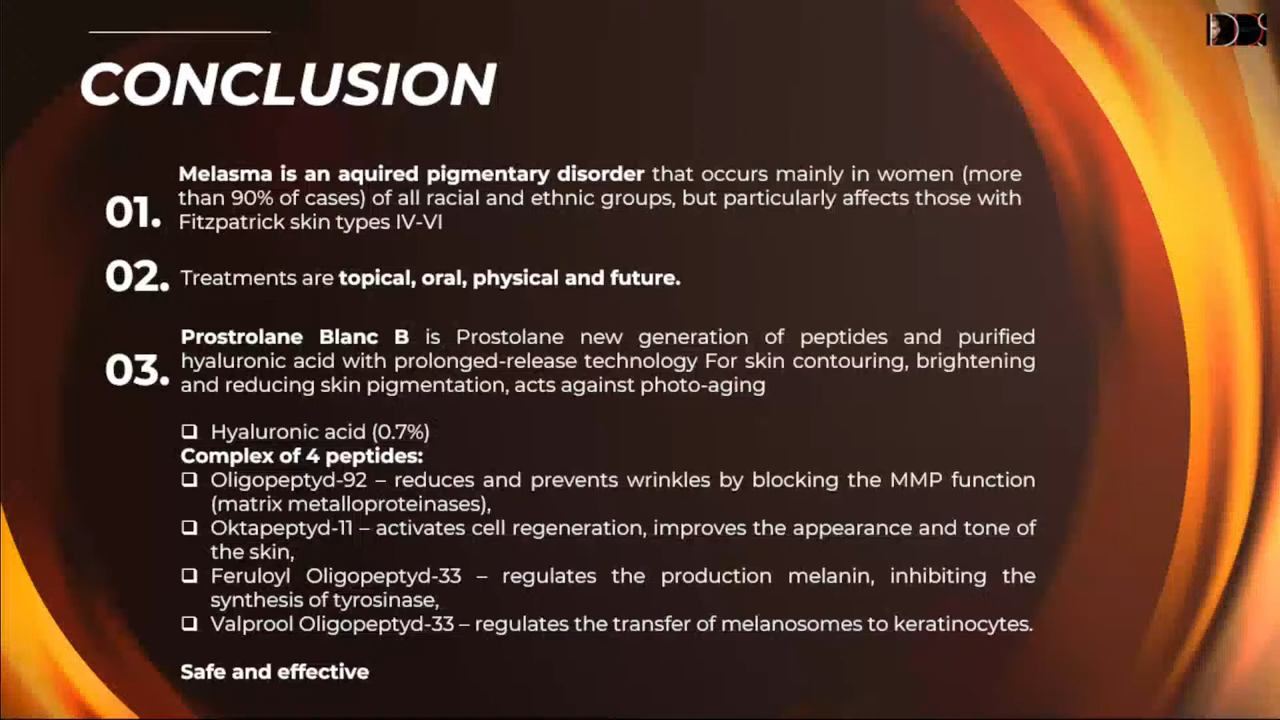 CONCLUSION
01.
Melasma is an aquired pigmentary disorder that occurs mainly in women (more
than 90% of cases) of all racial and ethnic groups, but particularly affects those with
Fitzpatrick skin types IV-VI
02.
Treatments are topical, oral, physical and future.
03.
Prostrolane Blanc B is Prostolane new generation of peptides and purified
hyaluronic acid with prolonged-release technology For skin contouring, brightening
and reducing skin pigmentation, acts against photo-aging
❑ Hyaluronic acid (0.7%)
Complex of 4 peptides:
❑ Oligopeptyd-92 – reduces and prevents wrinkles by blocking the MMP function
(matrix metalloproteinases),
❑ Oktapeptyd-11 – activates cell regeneration, improves the appearance and tone of
the skin,
❑ Feruloyl Oligopeptyd-33 – regulates the production melanin, inhibiting the
synthesis of tyrosinase,
❑ Valprool Oligopeptyd-33 – regulates the transfer of melanosomes to keratinocytes.
Safe and effective